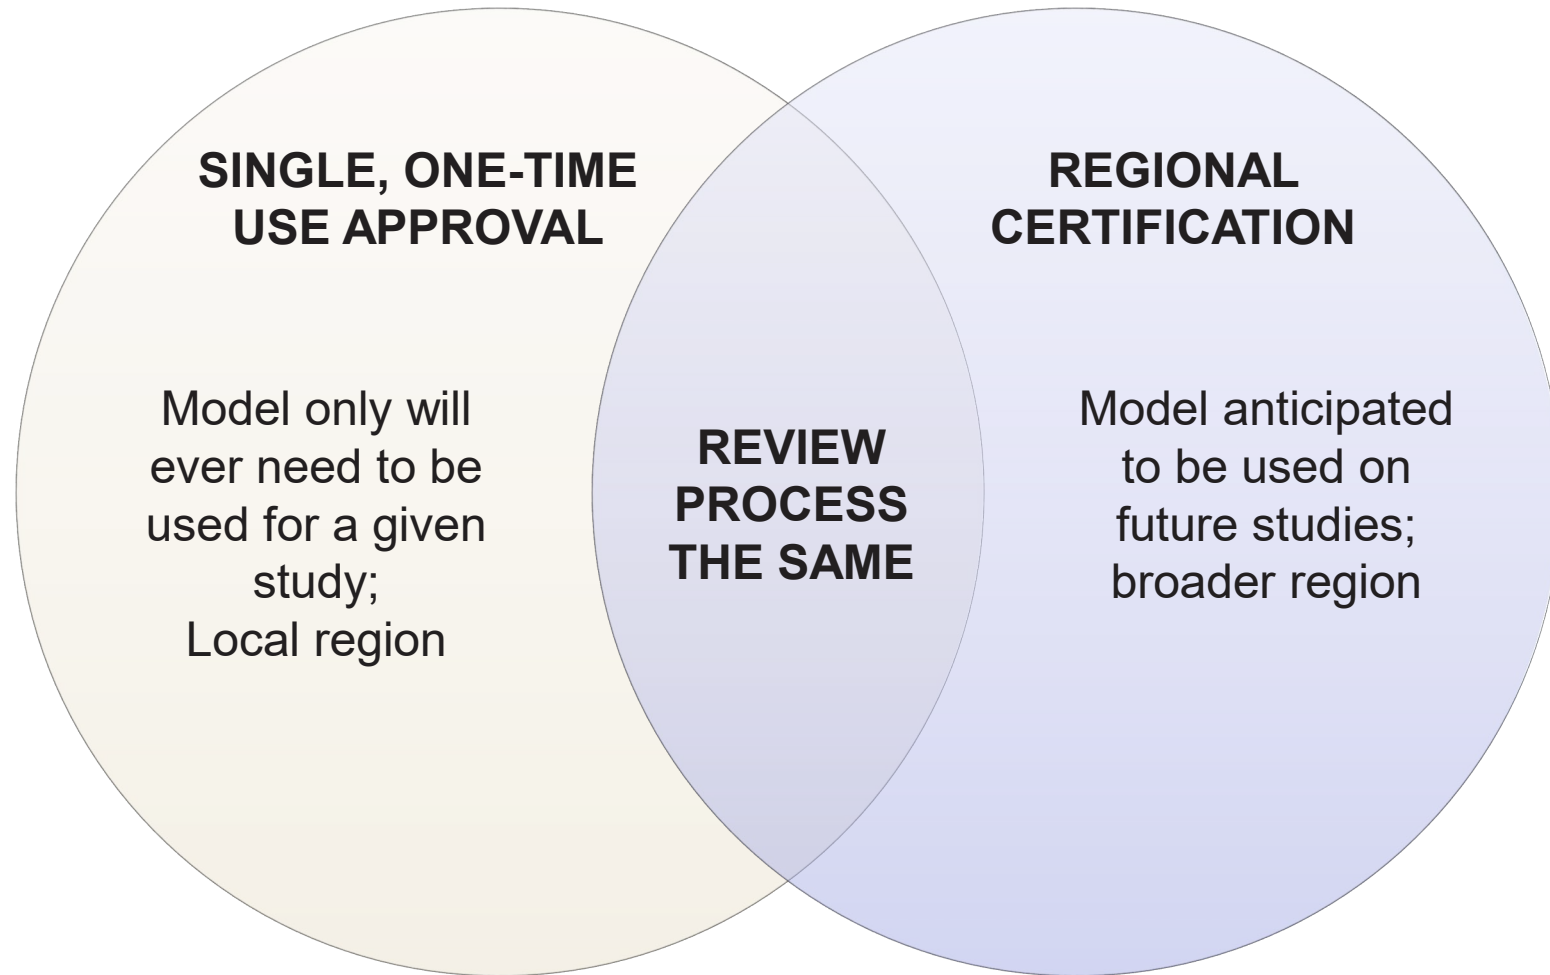 SINGLE, ONE-TIME
USE APPROVAL
Model only will
ever need to be
used for a given
study;
Local region
REVIEW
PROCESS
THE SAME
REGIONAL
CERTIFICATION
Model anticipated
to be used on
future studies;
broader region